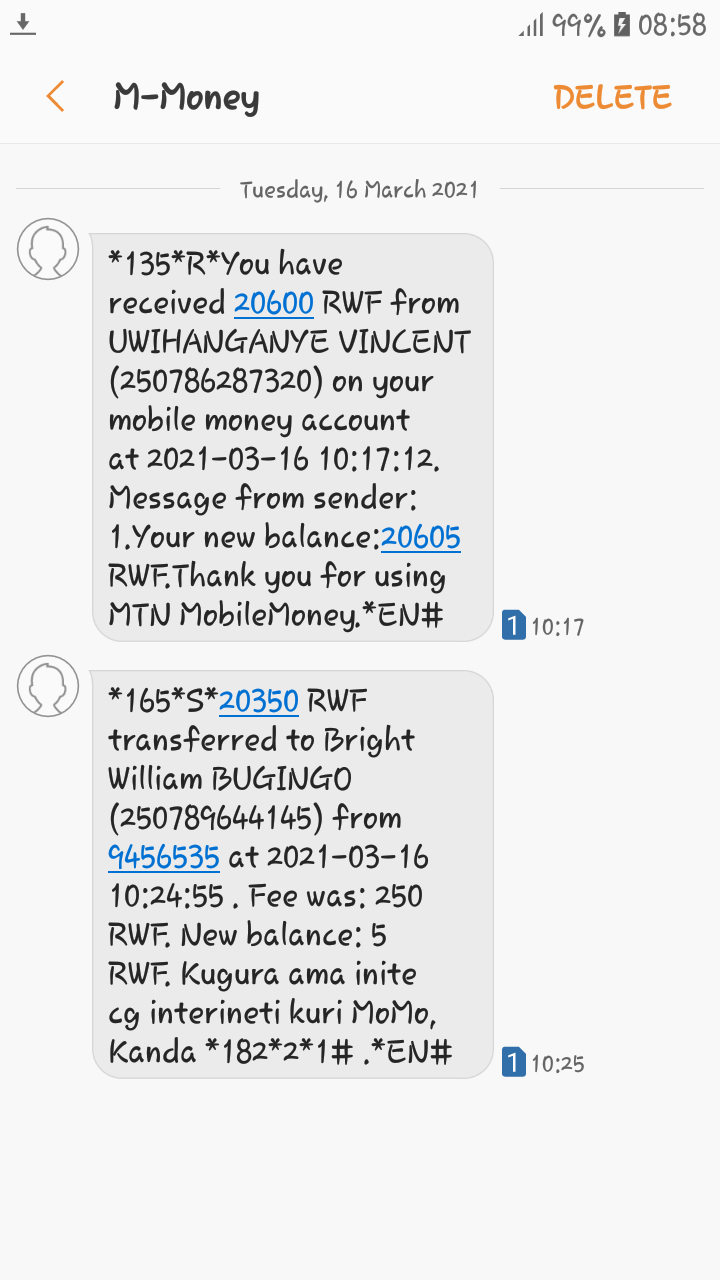 99% 08:58
M-Money
DELETE
Tuesday, 16 March 2021
*135*R*You have
received 20600 RWF from
UWIHANGANYE VINCENT
(250786287320) on your
mobile money account
at 2021-03-16 10:17:12.
Message from sender:
1.Your new balance:20605
RWF.Thank you for using
MTN MobileMoney.*EN#
1 10:17
*165*S*20350 RWF
transferred to Bright
William BUGINGO
(250789644145) from
9456535 at 2021-03-16
10:24:55 . Fee was: 250
RWF. New balance: 5
RWF. Kugura ama inite
cg interineti kuri MoMo,
Kanda *182*2*1# .*EN#
1 10:25